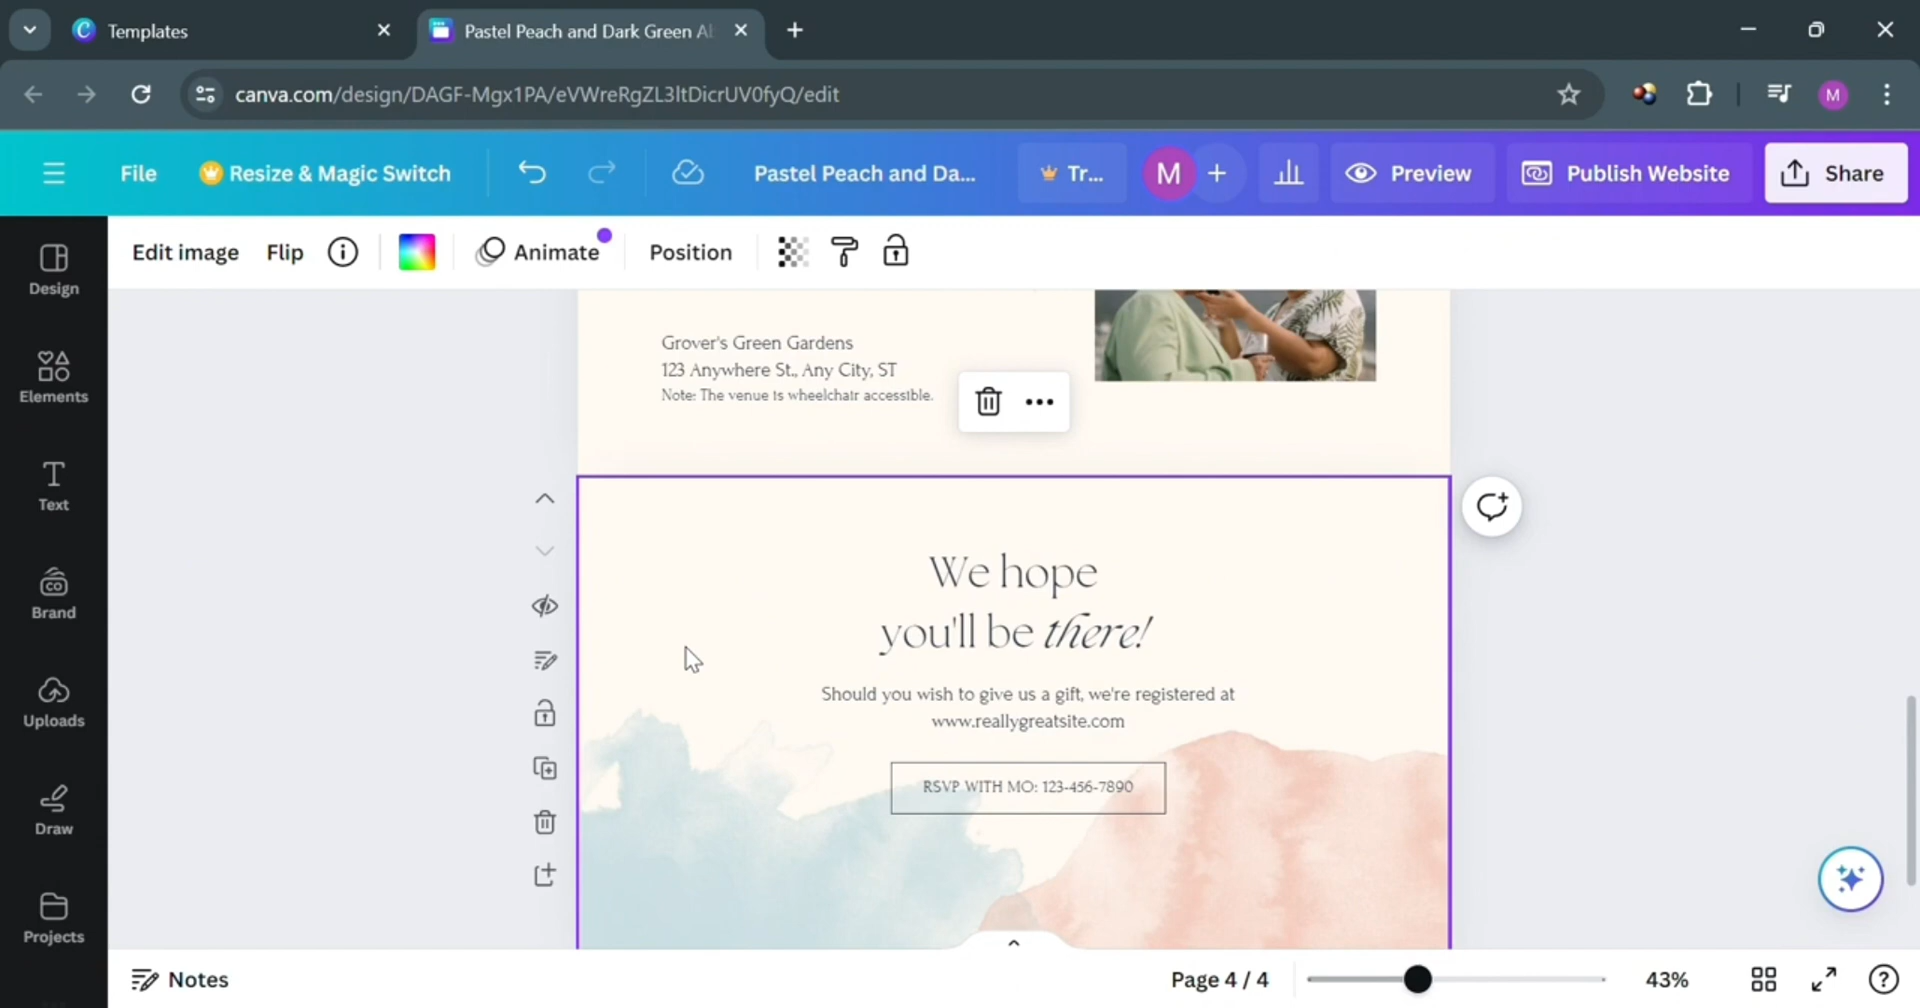 Templates
Pastel Peach and Dark Green Al
canva.com/design/DAGF-Mgx1PA/eVWreRgZL3ltDicrUV0fyQ/edit
M
File
Resize & Magic Switch
Pastel Peach and Da...
Tr...
M
Preview
Publish Website
Share
Edit image
Flip
Animate
Position
Design
Elements
Text
Brand
Uploads
Draw
Projects
Grover's Green Gardens
123 Anywhere St., Any City, ST
Note: The venue is wheelchair accessible.
We hope
you'll be there!
Should you wish to give us a gift, we're registered at
www.reallygreatsite.com
RSVP WITH MO: 123-456-7890
Notes
Page 4 / 4
43%